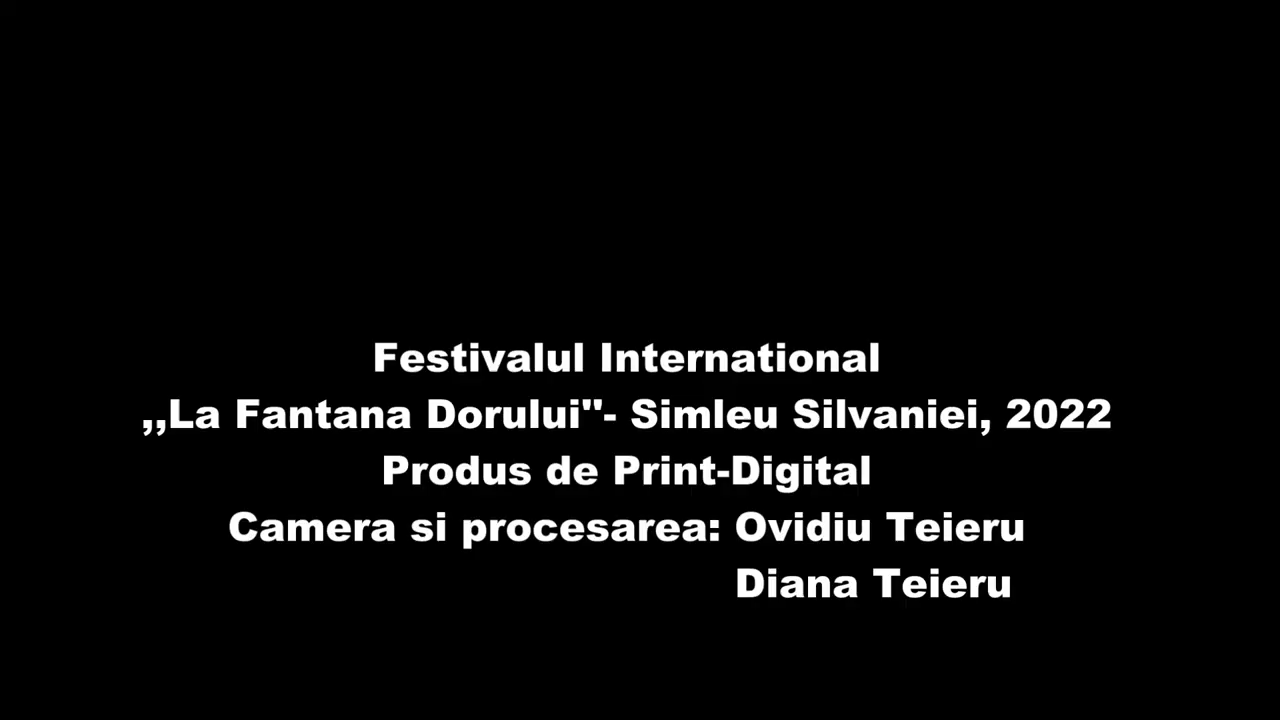 Festivalul International
,,La Fantana Dorului"- Simleu Silvaniei, 2022
Produs de Print-Digital
Camera si procesarea: Ovidiu Teieru
Diana Teieru